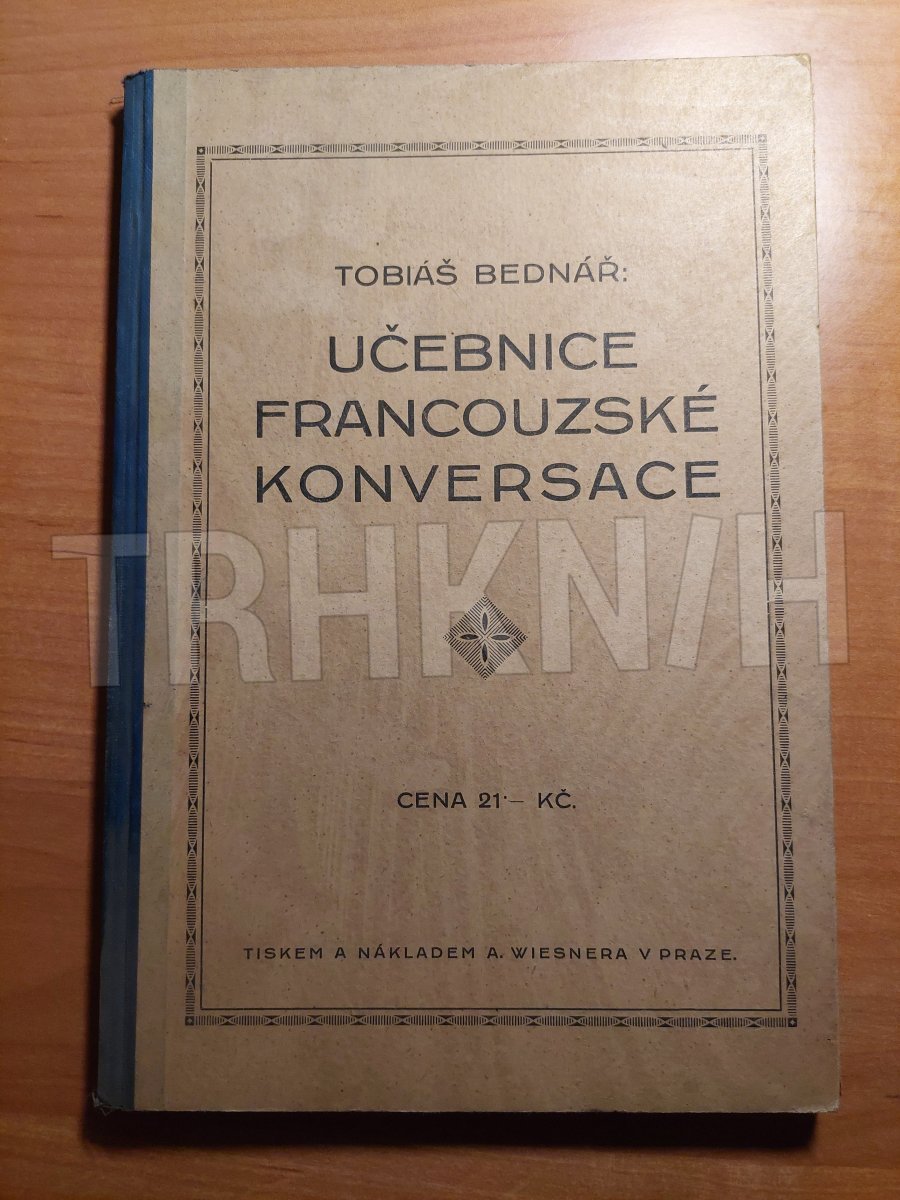 TOBIÁŠ BEDNÁŘ:
UČEBNICE
FRANCOUZSKÉ
KONVERSACE
TRHKNIH
CENA 21·— KČ.
TISKEM A NÁKLADEM A. WIESNERA V PRAZE.